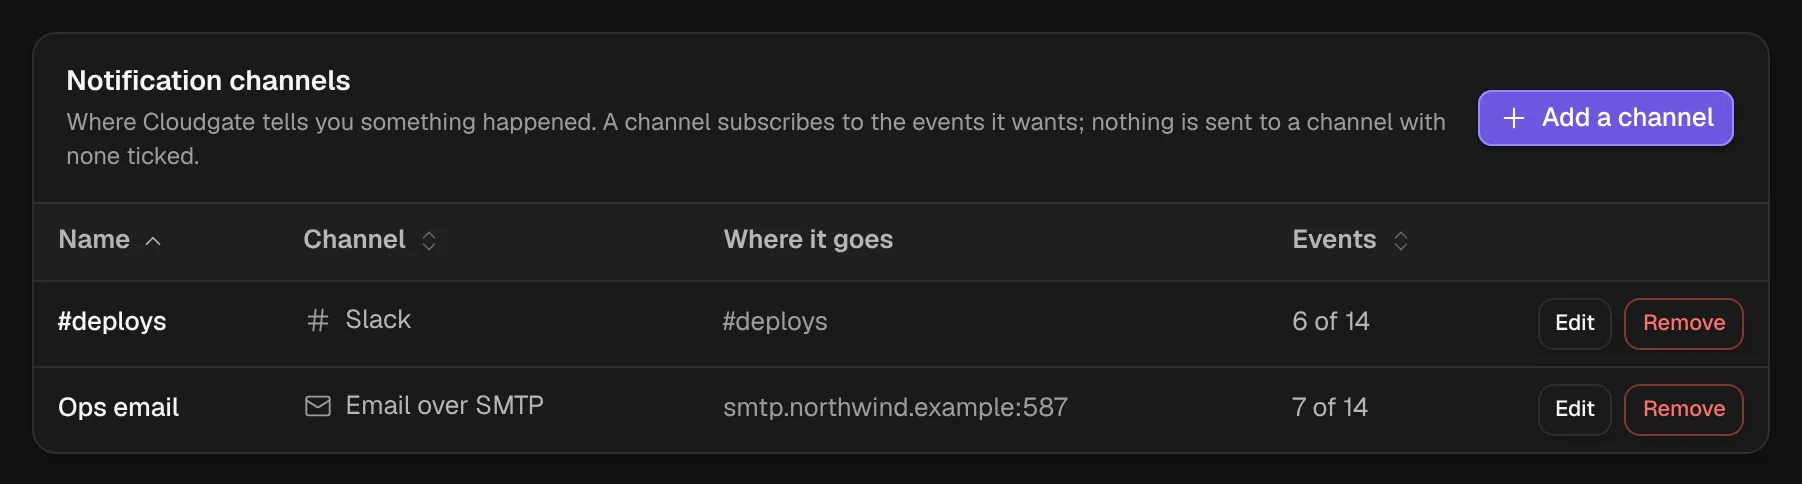 Notification channels
Where Cloudgate tells you something happened. A channel subscribes to the events it wants; nothing is sent to a channel with
none ticked.
Add a channel
Name Channel Where it goes Events
#deploys Slack #deploys 6 of 14 Edit Remove
Ops email Email over SMTP smtp.northwind.example:587 7 of 14 Edit Remove